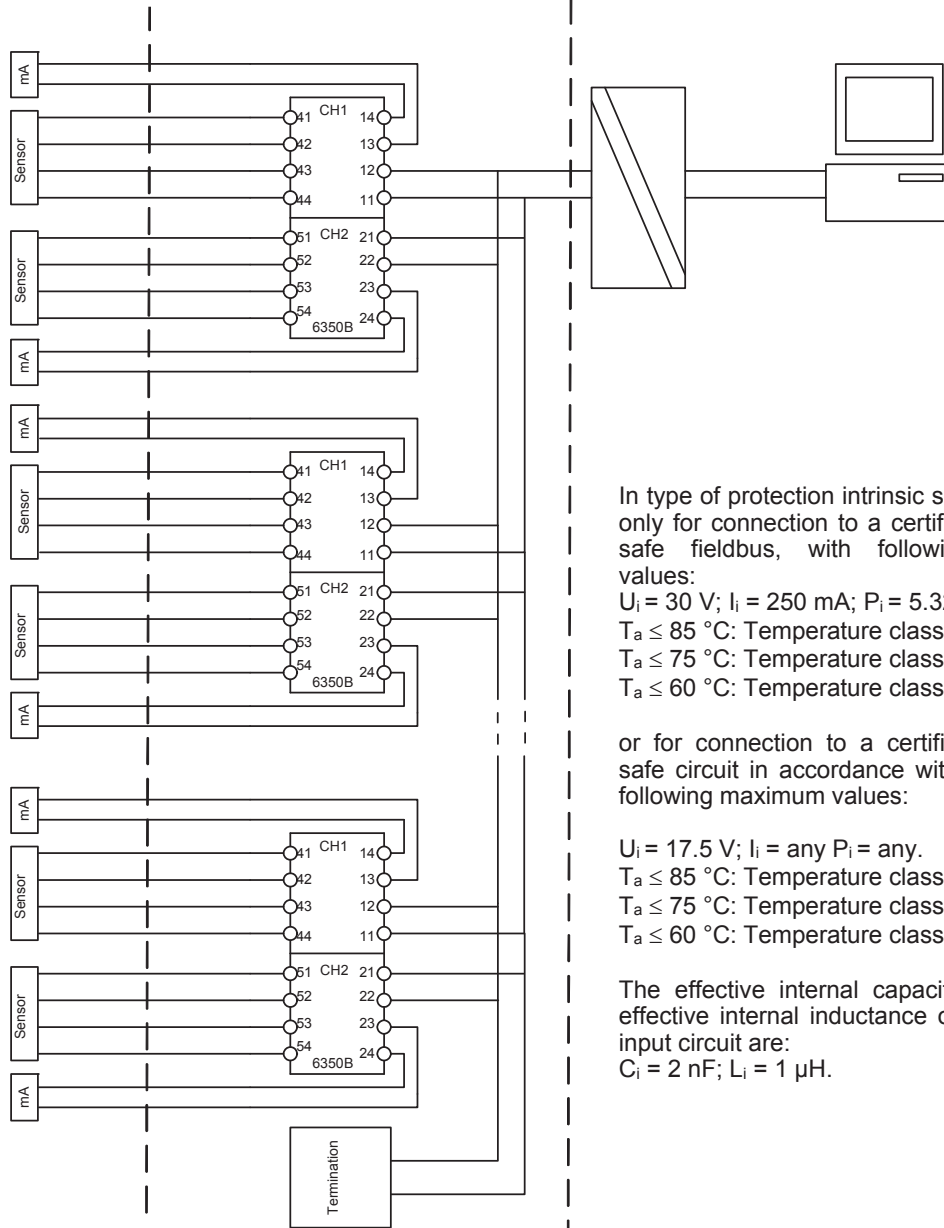 mA
Sensor
Sensor
mA
41 CH1 14
42 13
43 12
44 11
51 CH2 21
52 22
53 23
54 24
6350B
mA
Sensor
Sensor
mA
41 CH1 14
42 13
43 12
44 11
51 CH2 21
52 22
53 23
54 24
6350B
mA
Sensor
Sensor
mA
41 CH1 14
42 13
43 12
44 11
51 CH2 21
52 22
53 23
54 24
6350B
Termination
In type of protection intrinsic s
only for connection to a certif
safe fieldbus, with followi
values:
Ui = 30 V; Ii = 250 mA; Pi = 5.3
Ta ≤ 85 °C: Temperature class
Ta ≤ 75 °C: Temperature class
Ta ≤ 60 °C: Temperature class
or for connection to a certifi
safe circuit in accordance wit
following maximum values:
Ui = 17.5 V; Ii = any Pi = any.
Ta ≤ 85 °C: Temperature class
Ta ≤ 75 °C: Temperature class
Ta ≤ 60 °C: Temperature class
The effective internal capaci
effective internal inductance o
input circuit are:
Ci = 2 nF; Li = 1 µH.